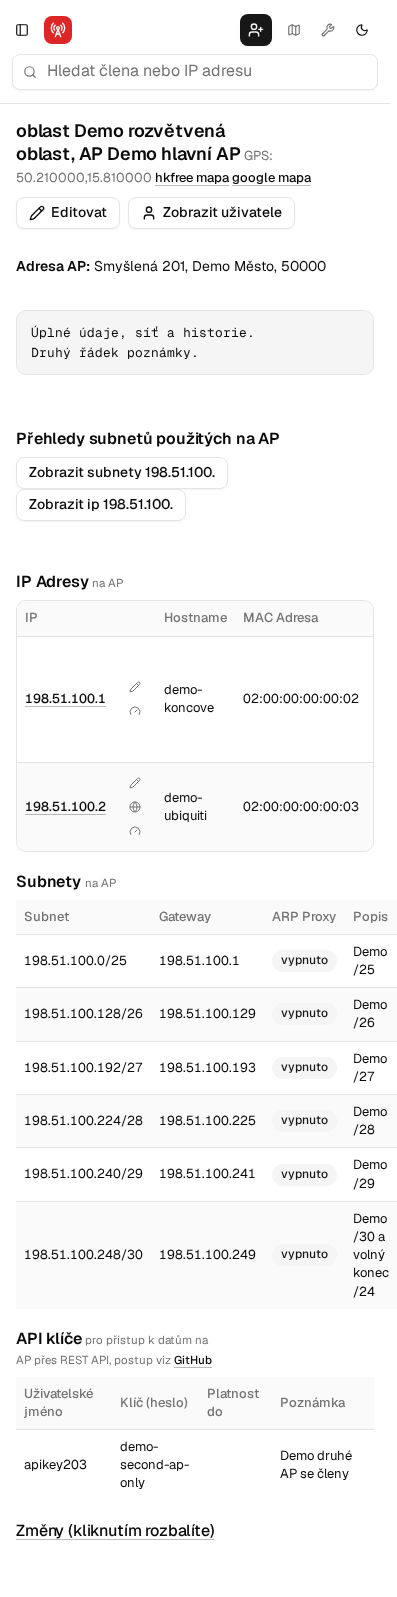 Hledat člena nebo IP adresu
oblast Demo rozvětvená
oblast, AP Demo hlavní AP GPS:
50.210000,15.810000 hkfree mapa google mapa
Editovat
Zobrazit uživatele
Adresa AP: Smyšlená 201, Demo Město, 50000
Úplné údaje, síť a historie.
Druhý řádek poznámky.
Přehledy subnetů použitých na AP
Zobrazit subnety 198.51.100.
Zobrazit ip 198.51.100.
IP Adresy na AP
IP Hostname MAC Adresa
198.51.100.1 demo-
koncove 02:00:00:00:00:02
198.51.100.2 demo-
ubiquiti 02:00:00:00:00:03
Subnety na AP
Subnet Gateway ARP Proxy Popis
198.51.100.0/25 198.51.100.1 vypnuto Demo
/25
198.51.100.128/26 198.51.100.129 vypnuto Demo
/26
198.51.100.192/27 198.51.100.193 vypnuto Demo
/27
198.51.100.224/28 198.51.100.225 vypnuto Demo
/28
198.51.100.240/29 198.51.100.241 vypnuto Demo
/29
198.51.100.248/30 198.51.100.249 vypnuto Demo
/30 a
volný
konec
/24
API klíče pro přístup k datům na
AP přes REST API, postup viz GitHub
Uživatelské
jméno Klíč (heslo) Platnost
do Poznámka
apikey203 demo-
second-ap-
only Demo druhé
AP se členy
Změny (kliknutím rozbalíte)